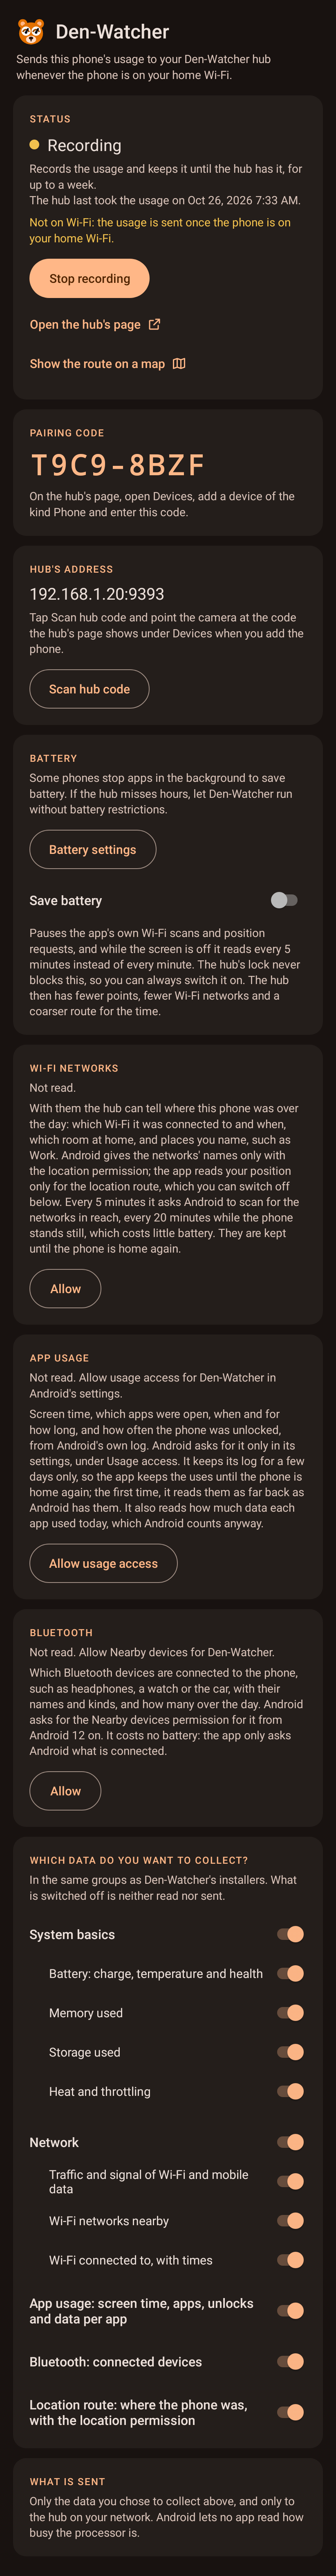 Den-Watcher
Sends this phone's usage to your Den-Watcher hub
whenever the phone is on your home Wi-Fi.
STATUS
Recording
Records the usage and keeps it until the hub has it, for
up to a week.
The hub last took the usage on Oct 26, 2026 7:33 AM.
Not on Wi-Fi: the usage is sent once the phone is on
your home Wi-Fi.
Stop recording
Open the hub's page
Show the route on a map
PAIRING CODE
T9C9-8BZF
On the hub's page, open Devices, add a device of the
kind Phone and enter this code.
HUB'S ADDRESS
192.168.1.20:9393
Tap Scan hub code and point the camera at the code
the hub's page shows under Devices when you add the
phone.
Scan hub code
BATTERY
Some phones stop apps in the background to save
battery. If the hub misses hours, let Den-Watcher run
without battery restrictions.
Battery settings
Save battery
Pauses the app's own Wi-Fi scans and position
requests, and while the screen is off it reads every 5
minutes instead of every minute. The hub's lock never
blocks this, so you can always switch it on. The hub
then has fewer points, fewer Wi-Fi networks and a
coarser route for the time.
WI-FI NETWORKS
Not read.
With them the hub can tell where this phone was over
the day: which Wi-Fi it was connected to and when,
which room at home, and places you name, such as
Work. Android gives the networks' names only with
the location permission; the app reads your position
only for the location route, which you can switch off
below. Every 5 minutes it asks Android to scan for the
networks in reach, every 20 minutes while the phone
stands still, which costs little battery. They are kept
until the phone is home again.
Allow
APP USAGE
Not read. Allow usage access for Den-Watcher in
Android's settings.
Screen time, which apps were open, when and for
how long, and how often the phone was unlocked,
from Android's own log. Android asks for it only in its
settings, under Usage access. It keeps its log for a few
days only, so the app keeps the uses until the phone is
home again; the first time, it reads them as far back as
Android has them. It also reads how much data each
app used today, which Android counts anyway.
Allow usage access
BLUETOOTH
Not read. Allow Nearby devices for Den-Watcher.
Which Bluetooth devices are connected to the phone,
such as headphones, a watch or the car, with their
names and kinds, and how many over the day. Android
asks for the Nearby devices permission for it from
Android 12 on. It costs no battery: the app only asks
Android what is connected.
Allow
WHICH DATA DO YOU WANT TO COLLECT?
In the same groups as Den-Watcher's installers. What
is switched off is neither read nor sent.
System basics
Battery: charge, temperature and health
Memory used
Storage used
Heat and throttling
Network
Traffic and signal of Wi-Fi and mobile
data
Wi-Fi networks nearby
Wi-Fi connected to, with times
App usage: screen time, apps, unlocks
and data per app
Bluetooth: connected devices
Location route: where the phone was,
with the location permission
WHAT IS SENT
Only the data you chose to collect above, and only to
the hub on your network. Android lets no app read how
busy the processor is.